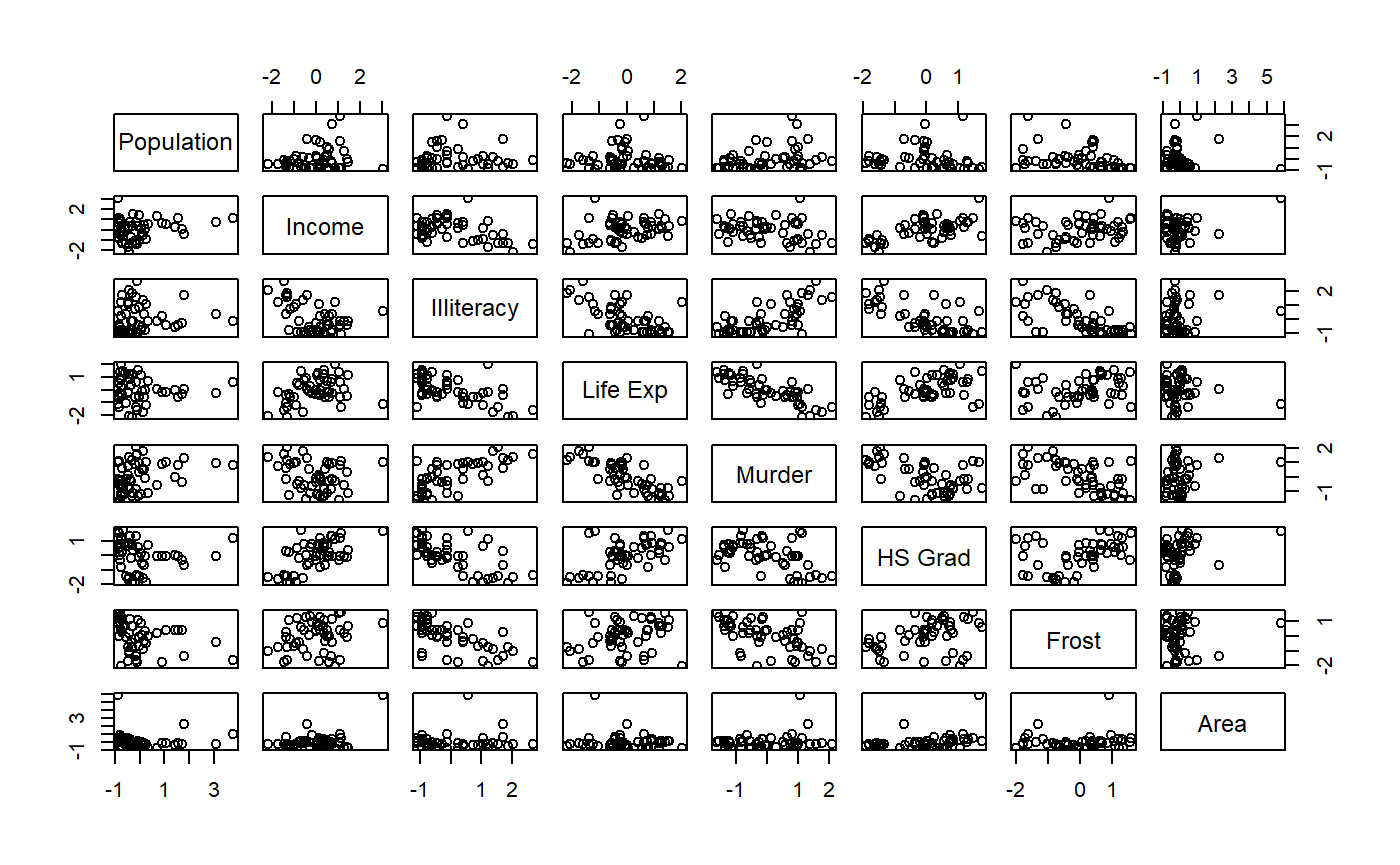 -2 0 2 -2 0 2 -2 0 1 -1 1 3 5
Population 2 -1
2 -2 Income
Illiteracy 2 -1
1 -2 Life Exp
Murder 2 -1
1 -2 HS Grad
Frost 1 -2
3 -1 Area
-1 1 3 -1 1 2 -1 1 2 -2 0 1